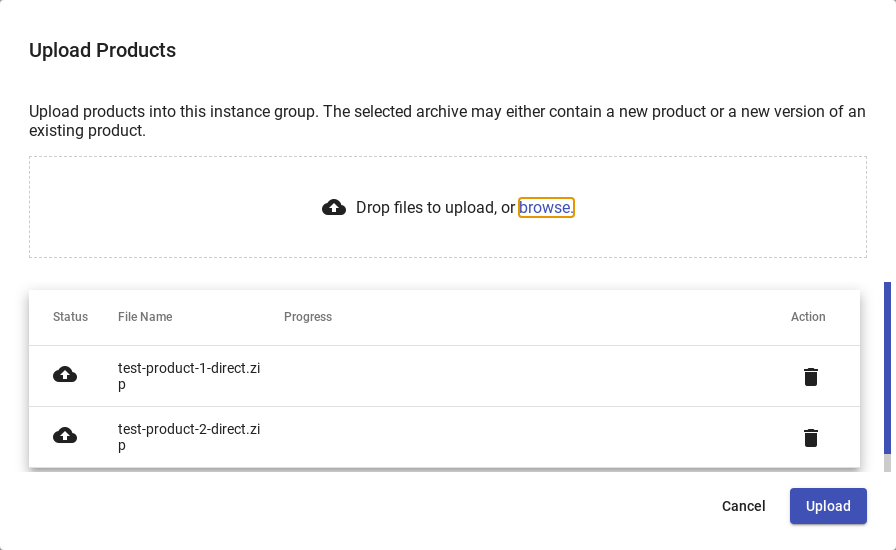 Upload Products
Upload products into this instance group. The selected archive may either contain a new product or a new version of an
existing product.
Drop files to upload, or browse.
Status File Name Progress Action
test-product-1-direct.zi
p
test-product-2-direct.zi
p
Cancel Upload